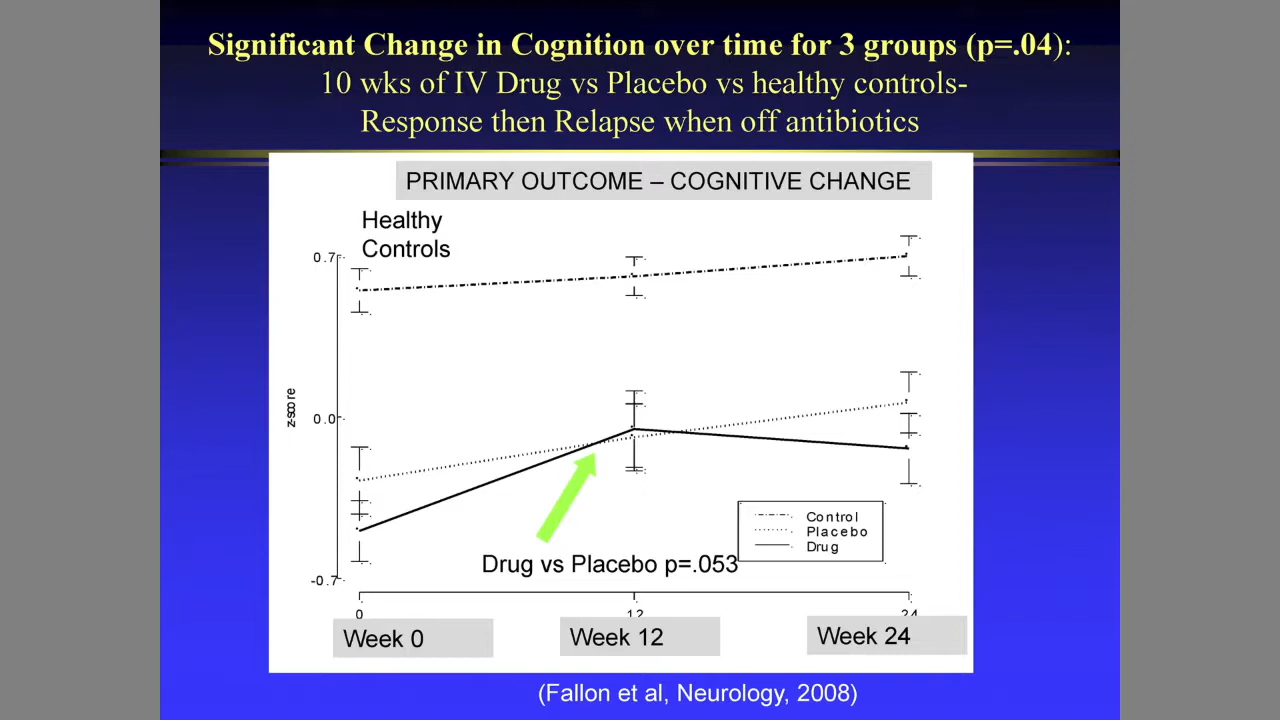 Significant Change in Cognition over time for 3 groups (p=.04):
10 wks of IV Drug vs Placebo vs healthy controls-
Response then Relapse when off antibiotics
PRIMARY OUTCOME – COGNITIVE CHANGE
Healthy
Controls
0.7
0.0
-0.7
z-score
Control
Placebo
Drug
Drug vs Placebo p=.053
0
12
24
Week 0
Week 12
Week 24
(Fallon et al, Neurology, 2008)